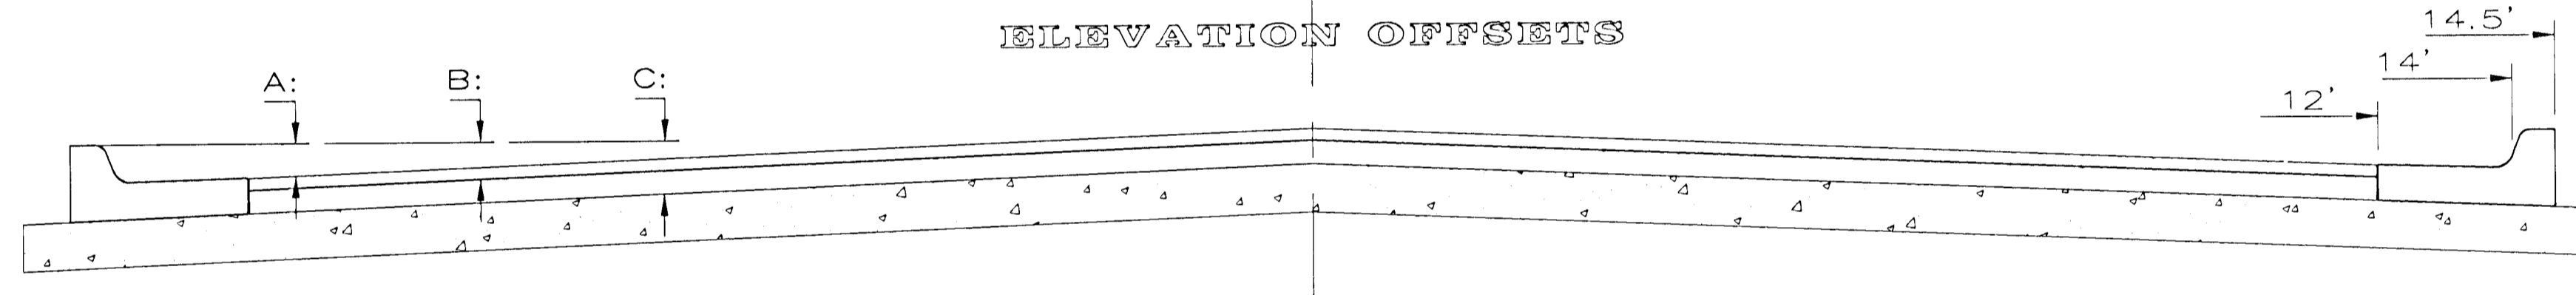 ELEVATION OFFSETS
14.5'
14'
12'
A:
B:
C: